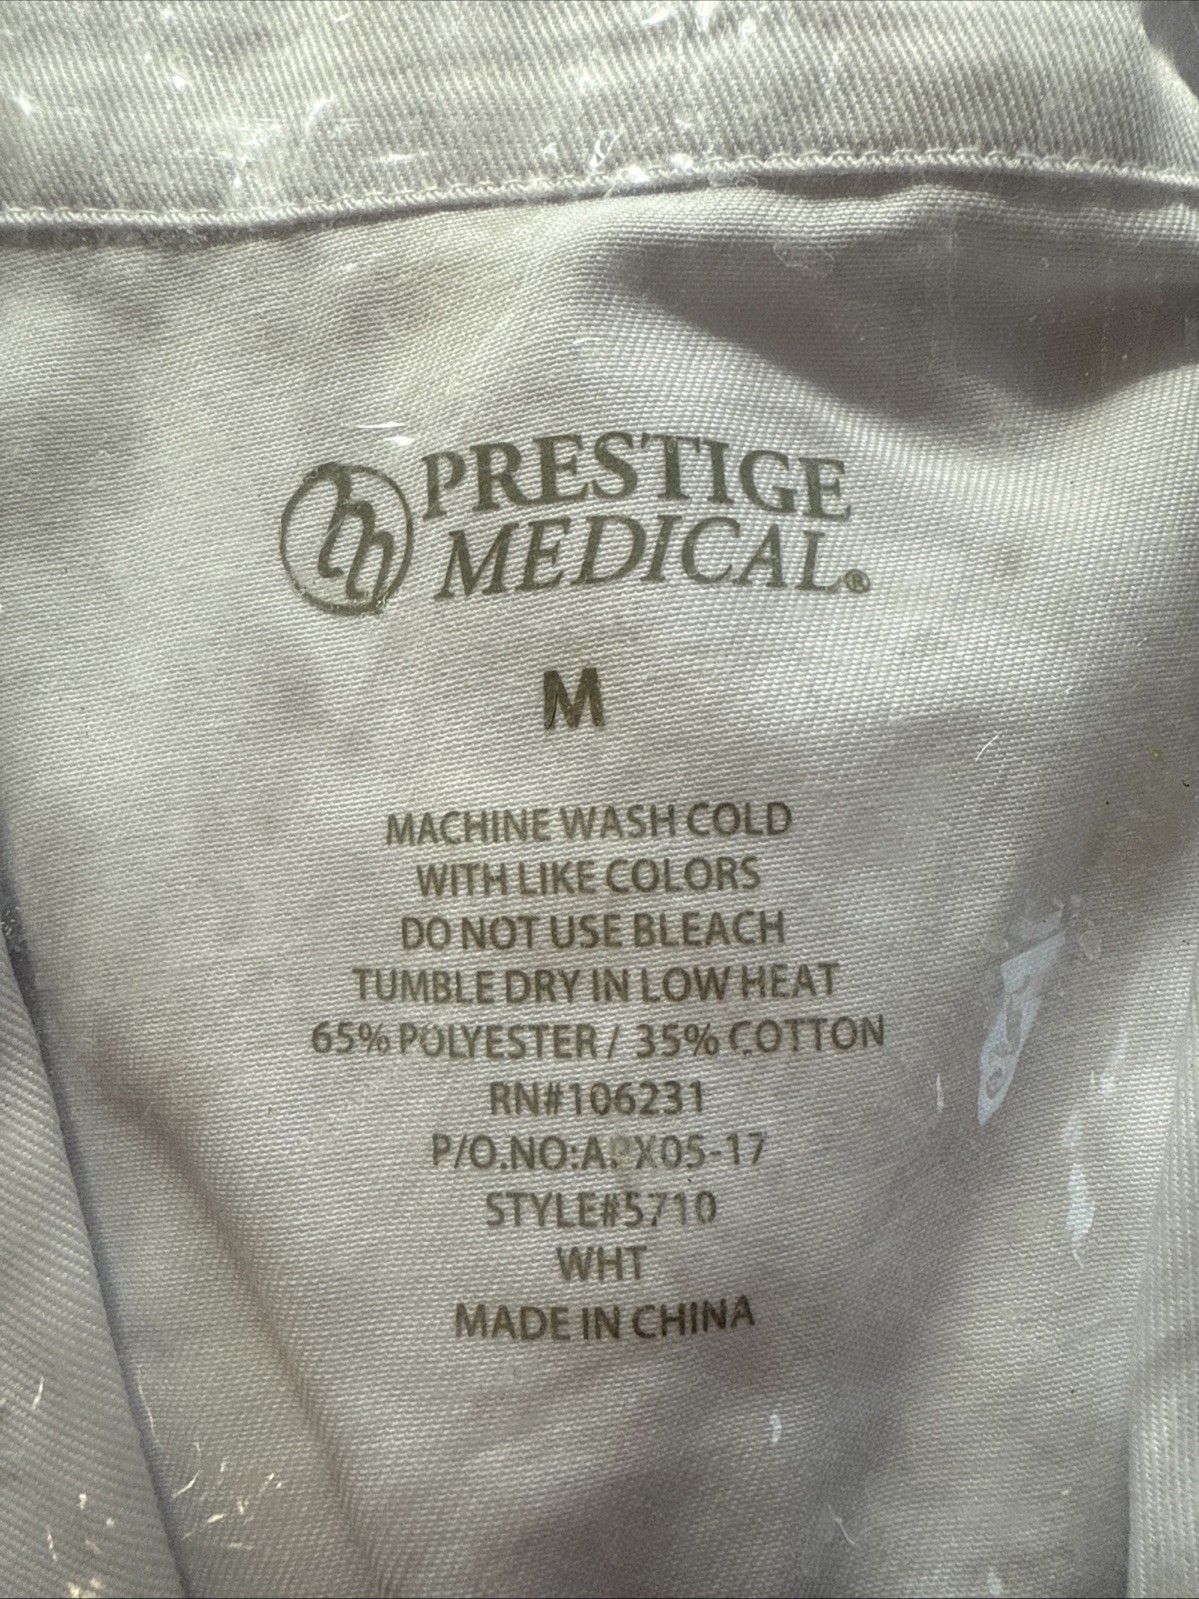 PRESTIGE
MEDICAL®
M
MACHINE WASH COLD
WITH LIKE COLORS
DO NOT USE BLEACH
TUMBLE DRY IN LOW HEAT
65% POLYESTER / 35% COTTON
RN#106231
P/O.NO:
STYLE#5710
WHT
MADE IN CHINA